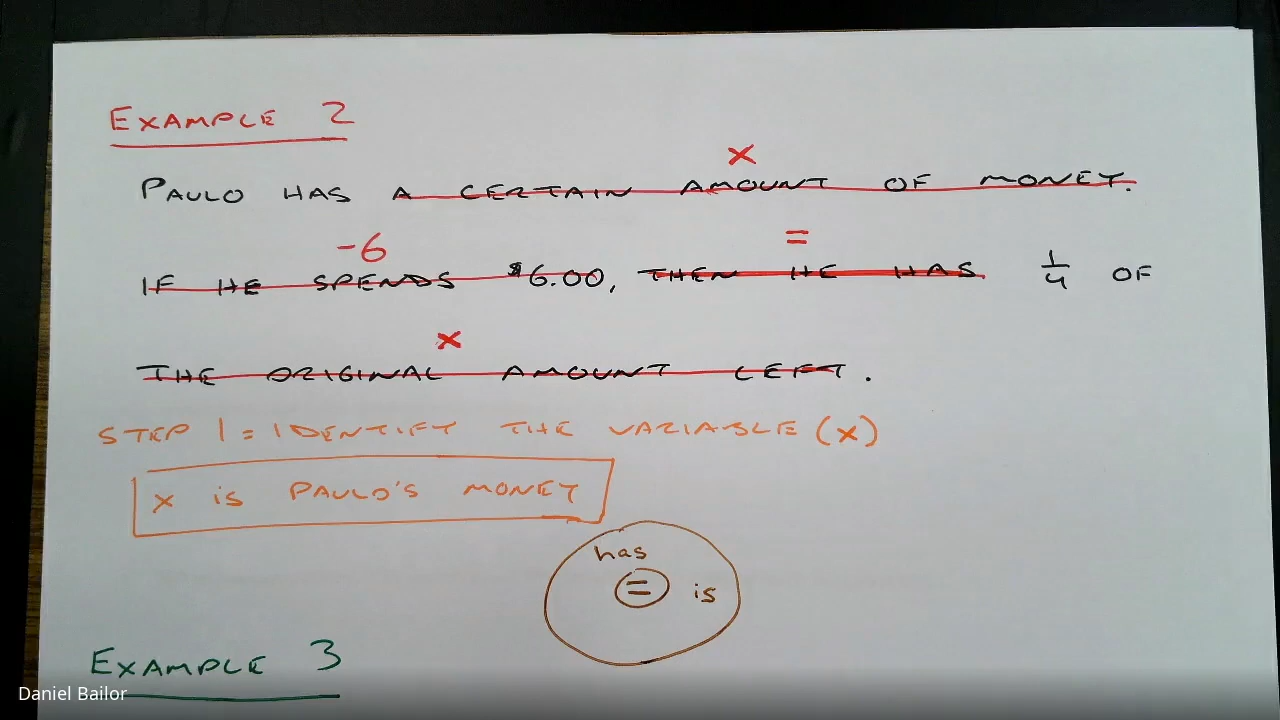 EXAMPLE 2
x
PAULO HAS A CERTAIN AMOUNT OF MONEY.
-6 =
IF HE SPENDS $6.00, THEN HE HAS 1/4 OF
x
THE ORIGINAL AMOUNT LEFT.
STEP 1 = IDENTIFY THE VARIABLE (x)
x is PAULO'S MONEY
has
= is
EXAMPLE 3
Daniel Bailor